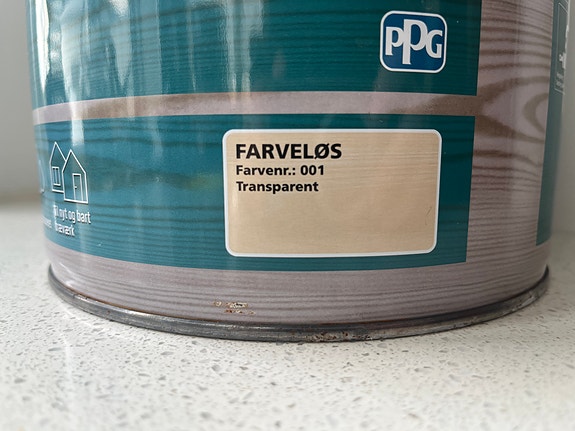 PPG
FARVELØS
Farvenr.: 001
Transparent
til nyt og bart
træværk